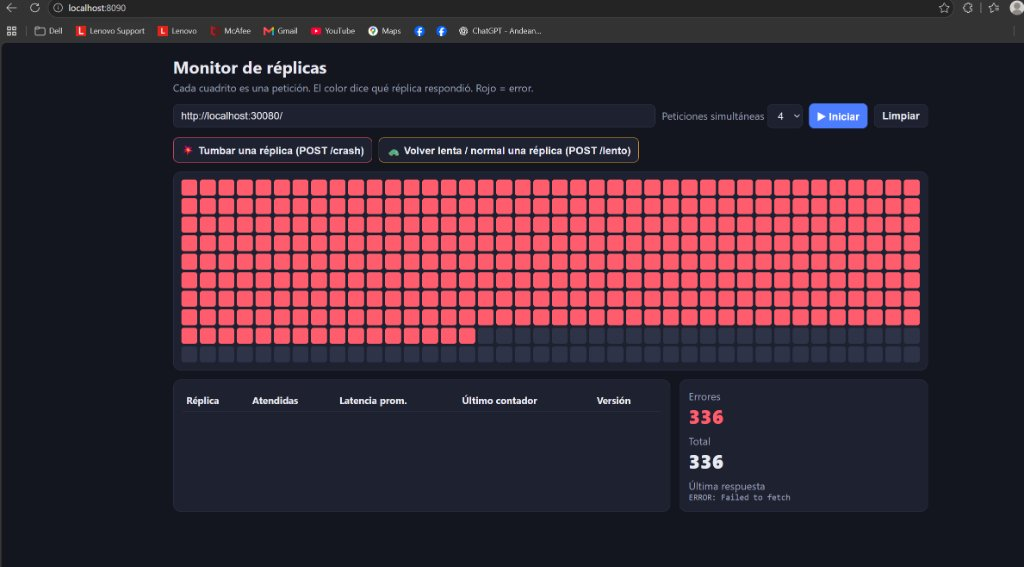 localhost:8090
Dell Lenovo Support Lenovo McAfee Gmail YouTube Maps ChatGPT - Andean...
Monitor de réplicas
Cada cuadrito es una petición. El color dice qué réplica respondió. Rojo = error.
http://localhost:30080/ Peticiones simultáneas 4 Iniciar Limpiar
Tumbar una réplica (POST /crash) Volver lenta / normal una réplica (POST /lento)
Réplica Atendidas Latencia prom. Último contador Versión
Errores
336
Total
336
Última respuesta
ERROR: Failed to fetch